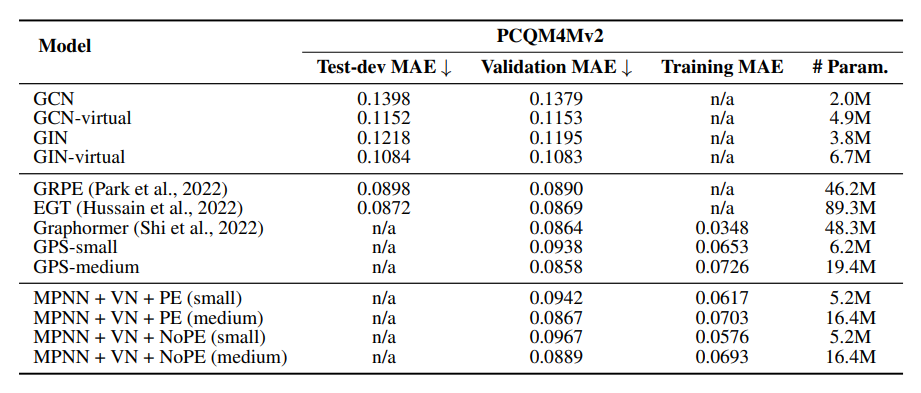 Model PCQM4Mv2
Test-dev MAE ↓ Validation MAE ↓ Training MAE # Param.
GCN 0.1398 0.1379 n/a 2.0M
GCN-virtual 0.1152 0.1153 n/a 4.9M
GIN 0.1218 0.1195 n/a 3.8M
GIN-virtual 0.1084 0.1083 n/a 6.7M
GRPE (Park et al., 2022) 0.0898 0.0890 n/a 46.2M
EGT (Hussain et al., 2022) 0.0872 0.0869 n/a 89.3M
Graphormer (Shi et al., 2022) n/a 0.0864 0.0348 48.3M
GPS-small n/a 0.0938 0.0653 6.2M
GPS-medium n/a 0.0858 0.0726 19.4M
MPNN + VN + PE (small) n/a 0.0942 0.0617 5.2M
MPNN + VN + PE (medium) n/a 0.0867 0.0703 16.4M
MPNN + VN + NoPE (small) n/a 0.0967 0.0576 5.2M
MPNN + VN + NoPE (medium) n/a 0.0889 0.0693 16.4M